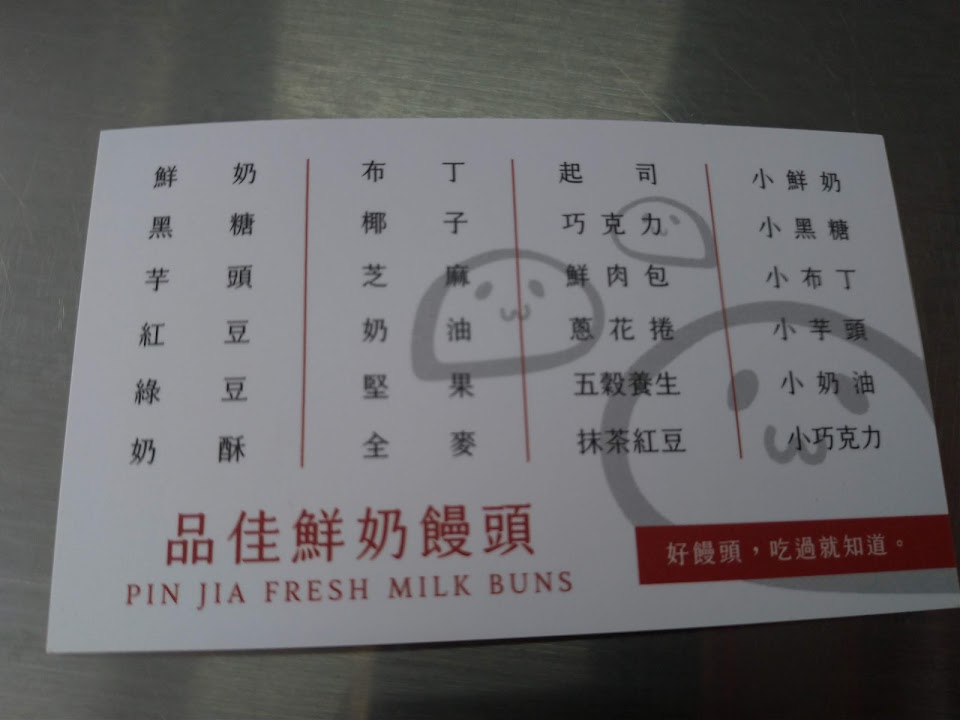 鮮奶
黑糖
芋頭
紅豆
綠豆
奶酥
布丁
椰子
芝麻
奶油
堅果
全麥
起司
巧克力
鮮肉包
蔥花捲
五穀養生
抹茶紅豆
小鮮奶
小黑糖
小布丁
小芋頭
小奶油
小巧克力
品佳鮮奶饅頭
PIN JIA FRESH MILK BUNS
好饅頭，吃過就知道。